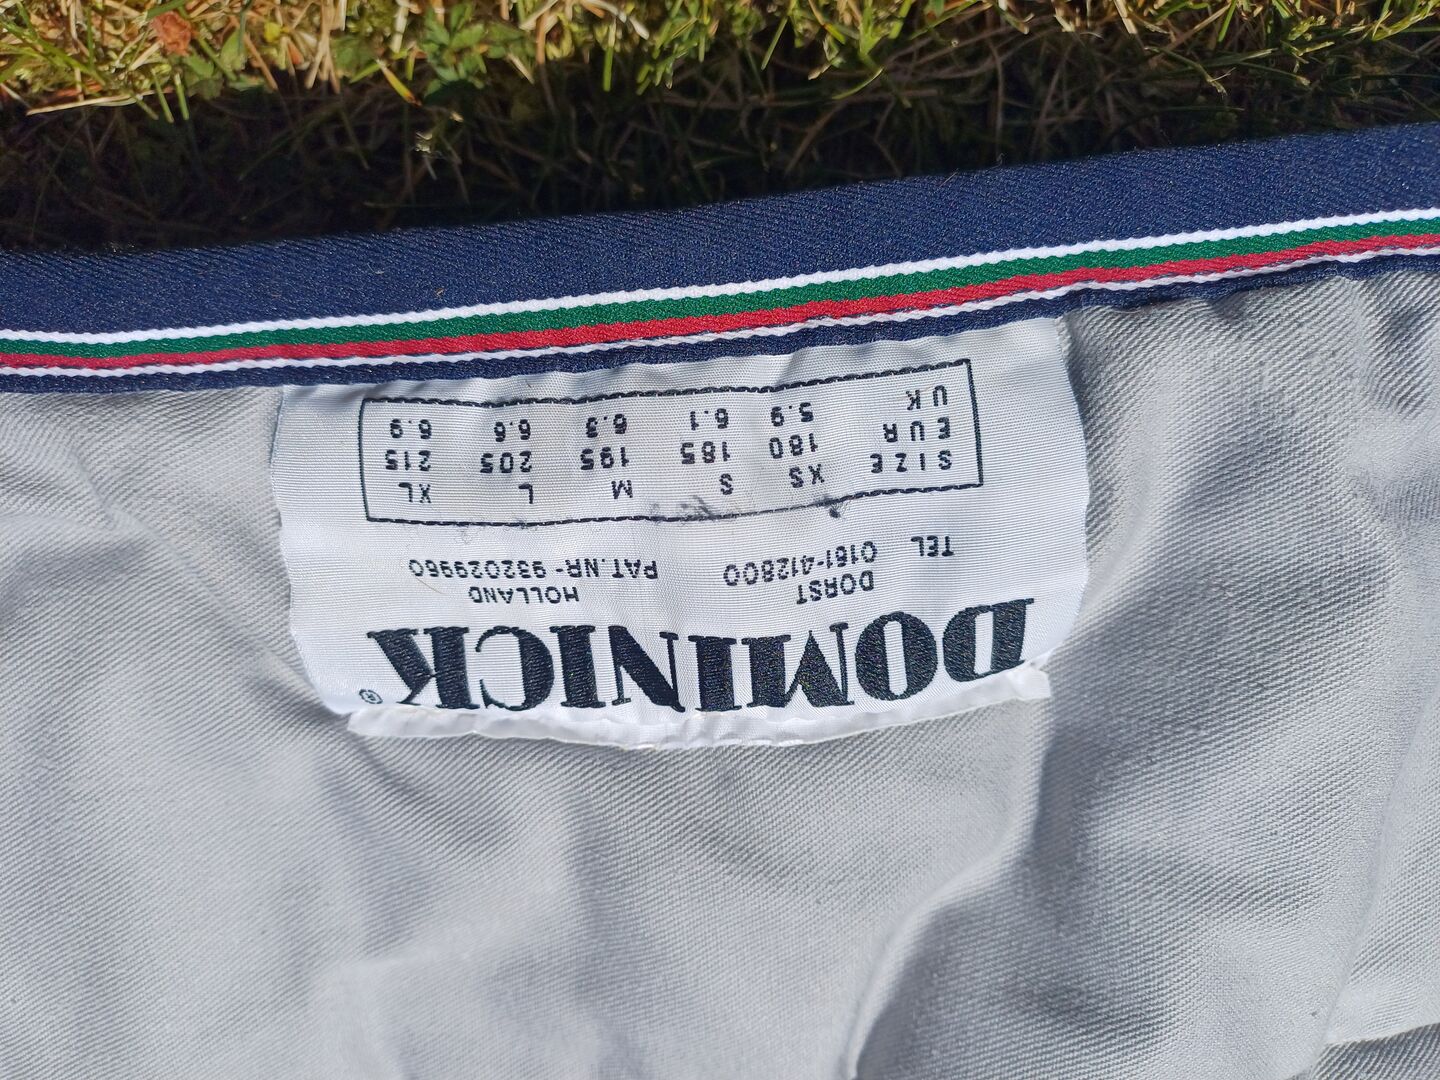 DOMINICK ®
DORST HOLLAND
TEL 0161-412800 PAT.NR-932029960
SIZE XS S M L XL
EUR 180 185 195 205 215
UK 5.9 6.1 6.3 6.6 6.9